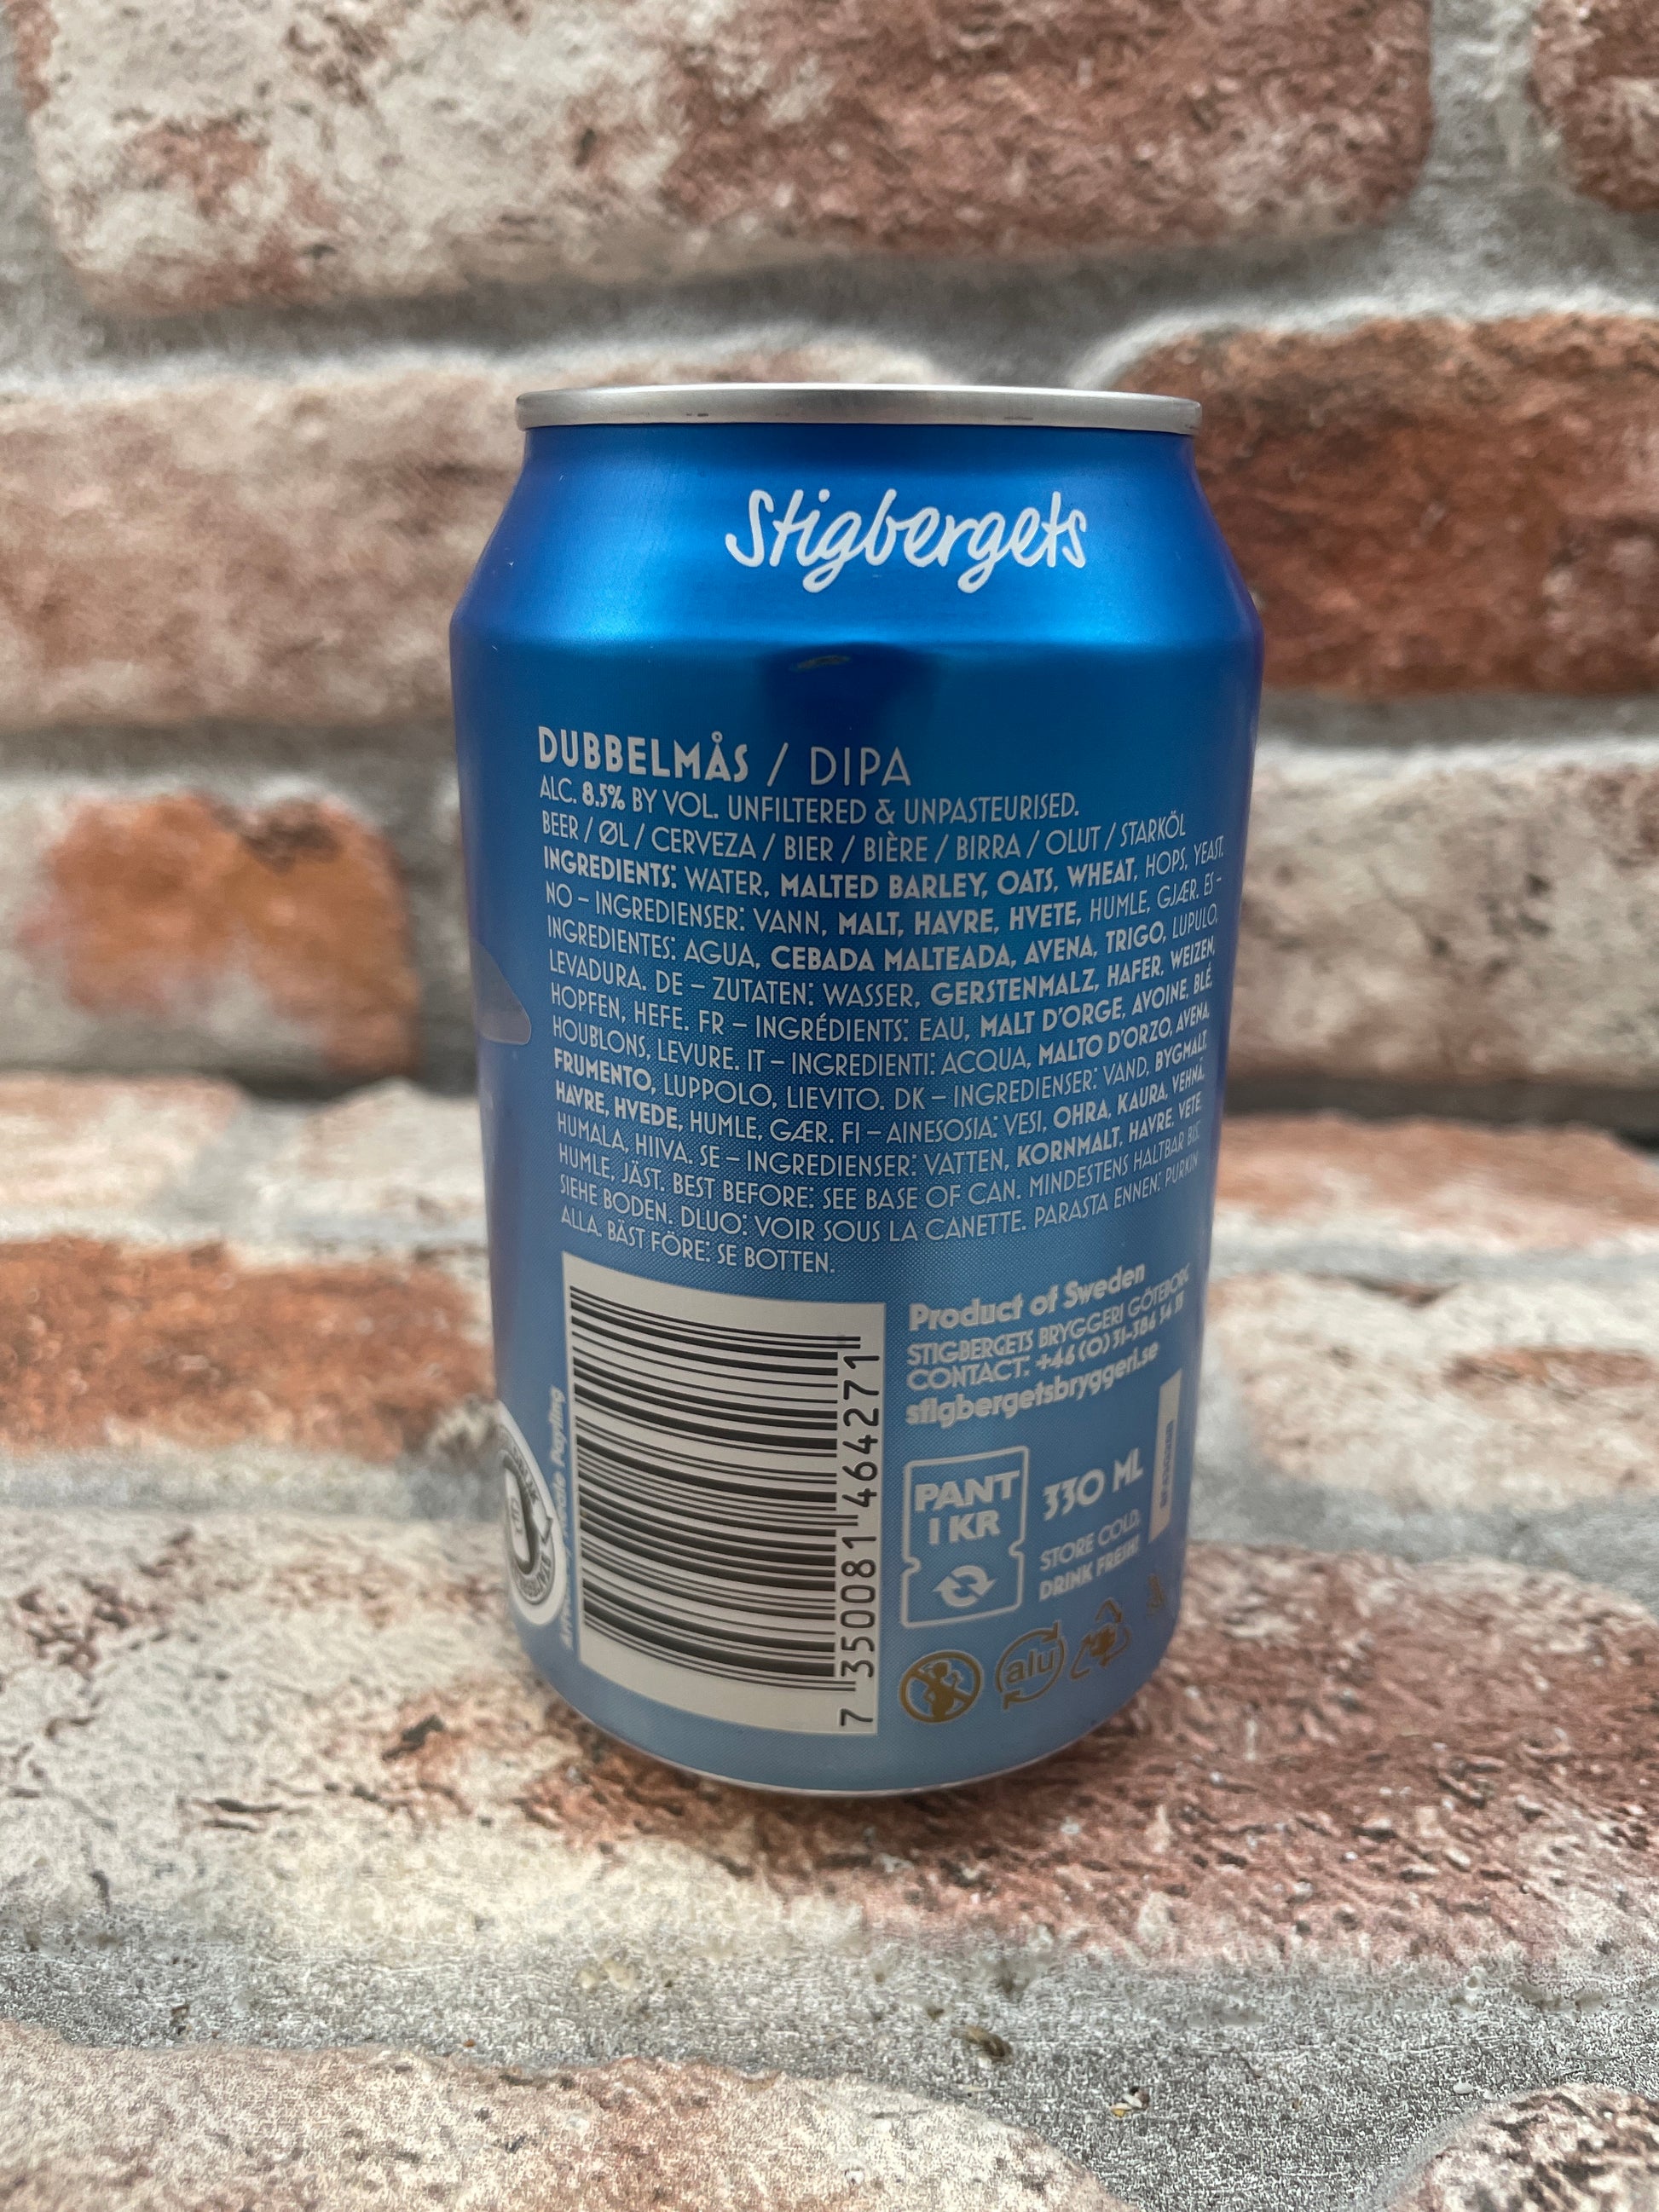 Stigbergets
DUBBELMÅS / DIPA
ALC. 8.5% BY VOL. UNFILTERED & UNPASTEURISED.
BEER / ØL / CERVEZA / BIER / BIÈRE / BIRRA / OLUT / STARKÖL
INGREDIENTS: WATER, MALTED BARLEY, OATS, WHEAT, HOPS, YEAST.
NO – INGREDIENSER: VANN, MALT, HAVRE, HVETE, HUMLE, GJÆR. ES –
INGREDIENTES: AGUA, CEBADA MALTEADA, AVENA, TRIGO, LUPULO,
LEVADURA. DE – ZUTATEN: WASSER, GERSTENMALZ, HAFER, WEIZEN,
HOPFEN, HEFE. FR – INGRÉDIENTS: EAU, MALT D'ORGE, AVOINE, BLÉ,
HOUBLONS, LEVURE. IT – INGREDIENTI: ACQUA, MALTO D'ORZO, AVENA,
FRUMENTO, LUPPOLO, LIEVITO. DK – INGREDIENSER: VAND, BYGMALT,
HAVRE, HVEDE, HUMLE, GÆR. FI – AINESOSIA: VESI, OHRA, KAURA, VEHNÄ,
HUMALA, HIIVA. SE – INGREDIENSER: VATTEN, KORNMALT, HAVRE, VETE,
HUMLE, JÄST. BEST BEFORE: SEE BASE OF CAN. MINDESTENS HALTBAR BIS:
SIEHE BODEN. DLUO: VOIR SOUS LA CANETTE. PARASTA ENNEN: PURKIN
ALLA. BÄST FÖRE: SE BOTTEN.
7 350081 464271
Product of Sweden
STIGBERGETS BRYGGERI GÖTEBORG
CONTACT: +46 (0) 31-386 34 11
stigbergetsbryggeri.se
PANT
1 KR
330 ML
STORE COLD,
DRINK FRESH!
alu